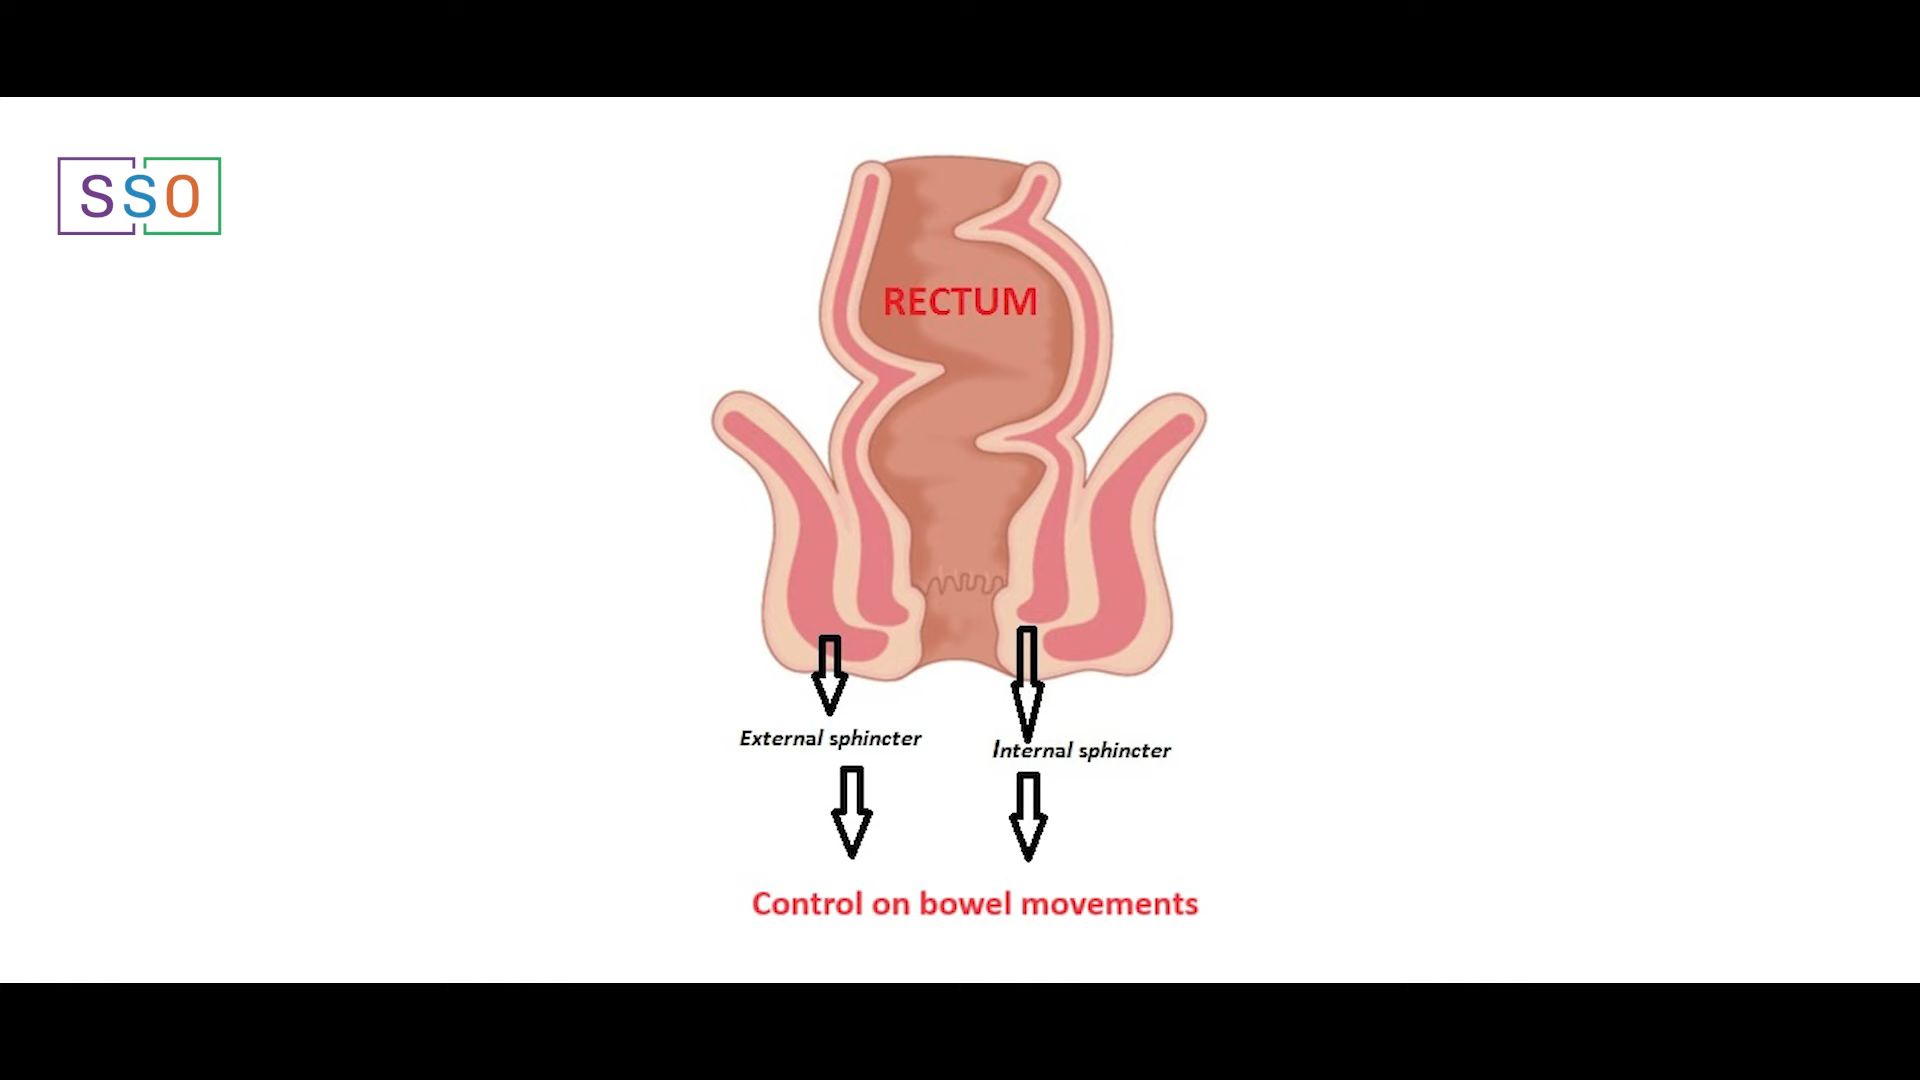 SSO
RECTUM
External sphincter
Internal sphincter
Control on bowel movements